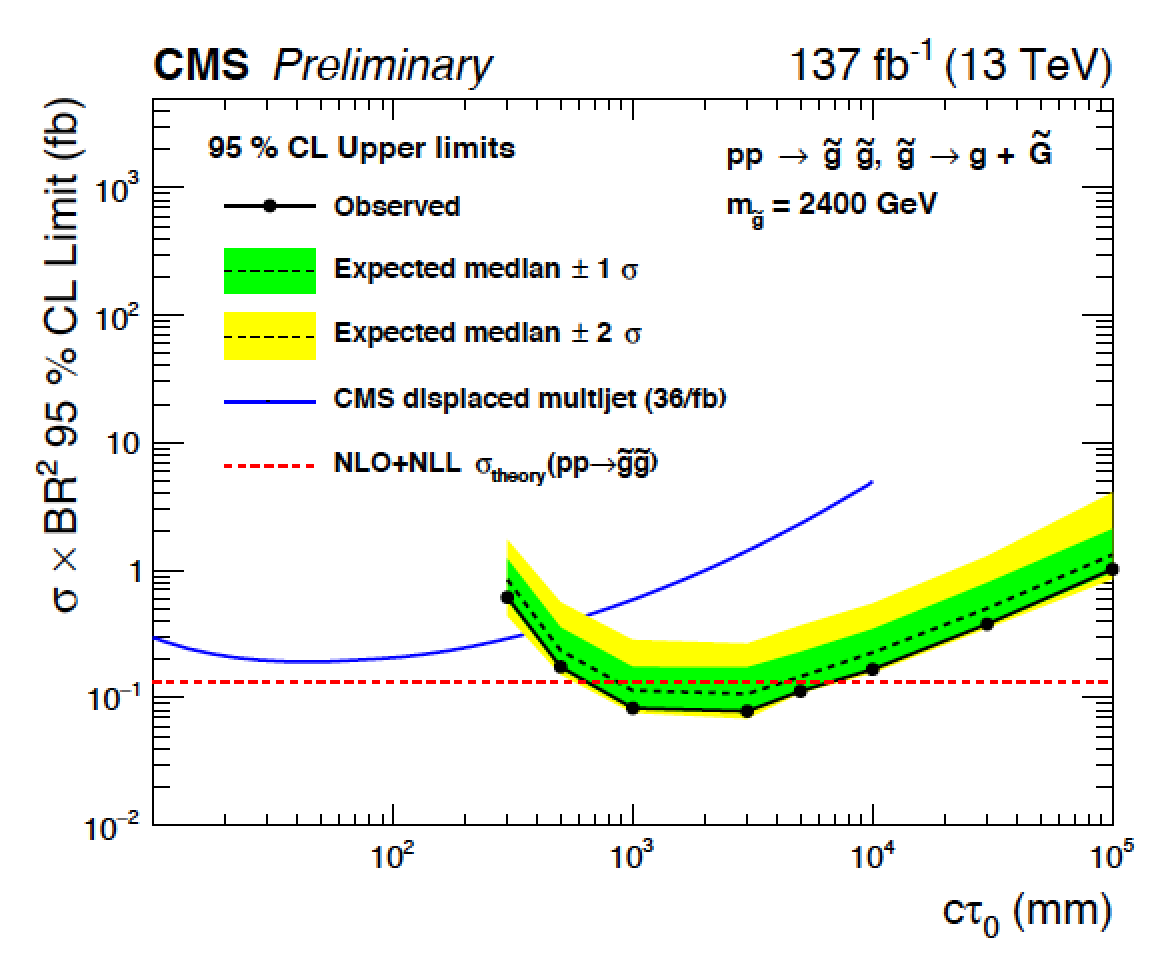 CMS Preliminary 137 fb⁻¹ (13 TeV)
95 % CL Upper limits
pp → g̃ g̃, g̃ → g + G̃
m_g̃ = 2400 GeV
Observed
Expected median ± 1 σ
Expected median ± 2 σ
CMS displaced multijet (36/fb)
NLO+NLL σ_theory(pp→g̃g̃)
σ × BR² 95 % CL Limit (fb)
10³
10²
10
1
10⁻¹
10⁻²
10² 10³ 10⁴ 10⁵
cτ₀ (mm)